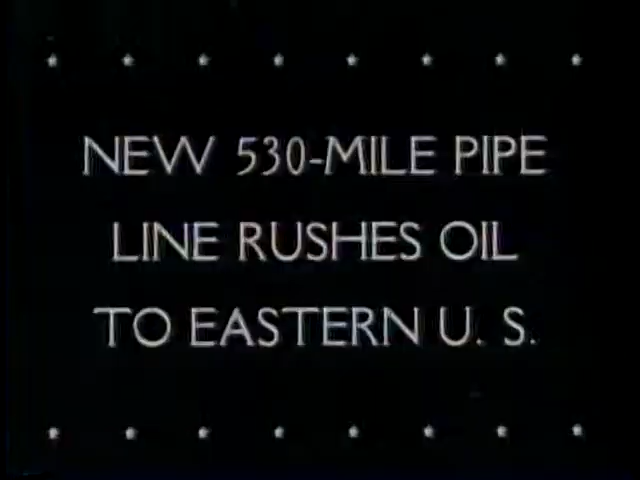 NEW 530-MILE PIPE
LINE RUSHES OIL
TO EASTERN U. S.